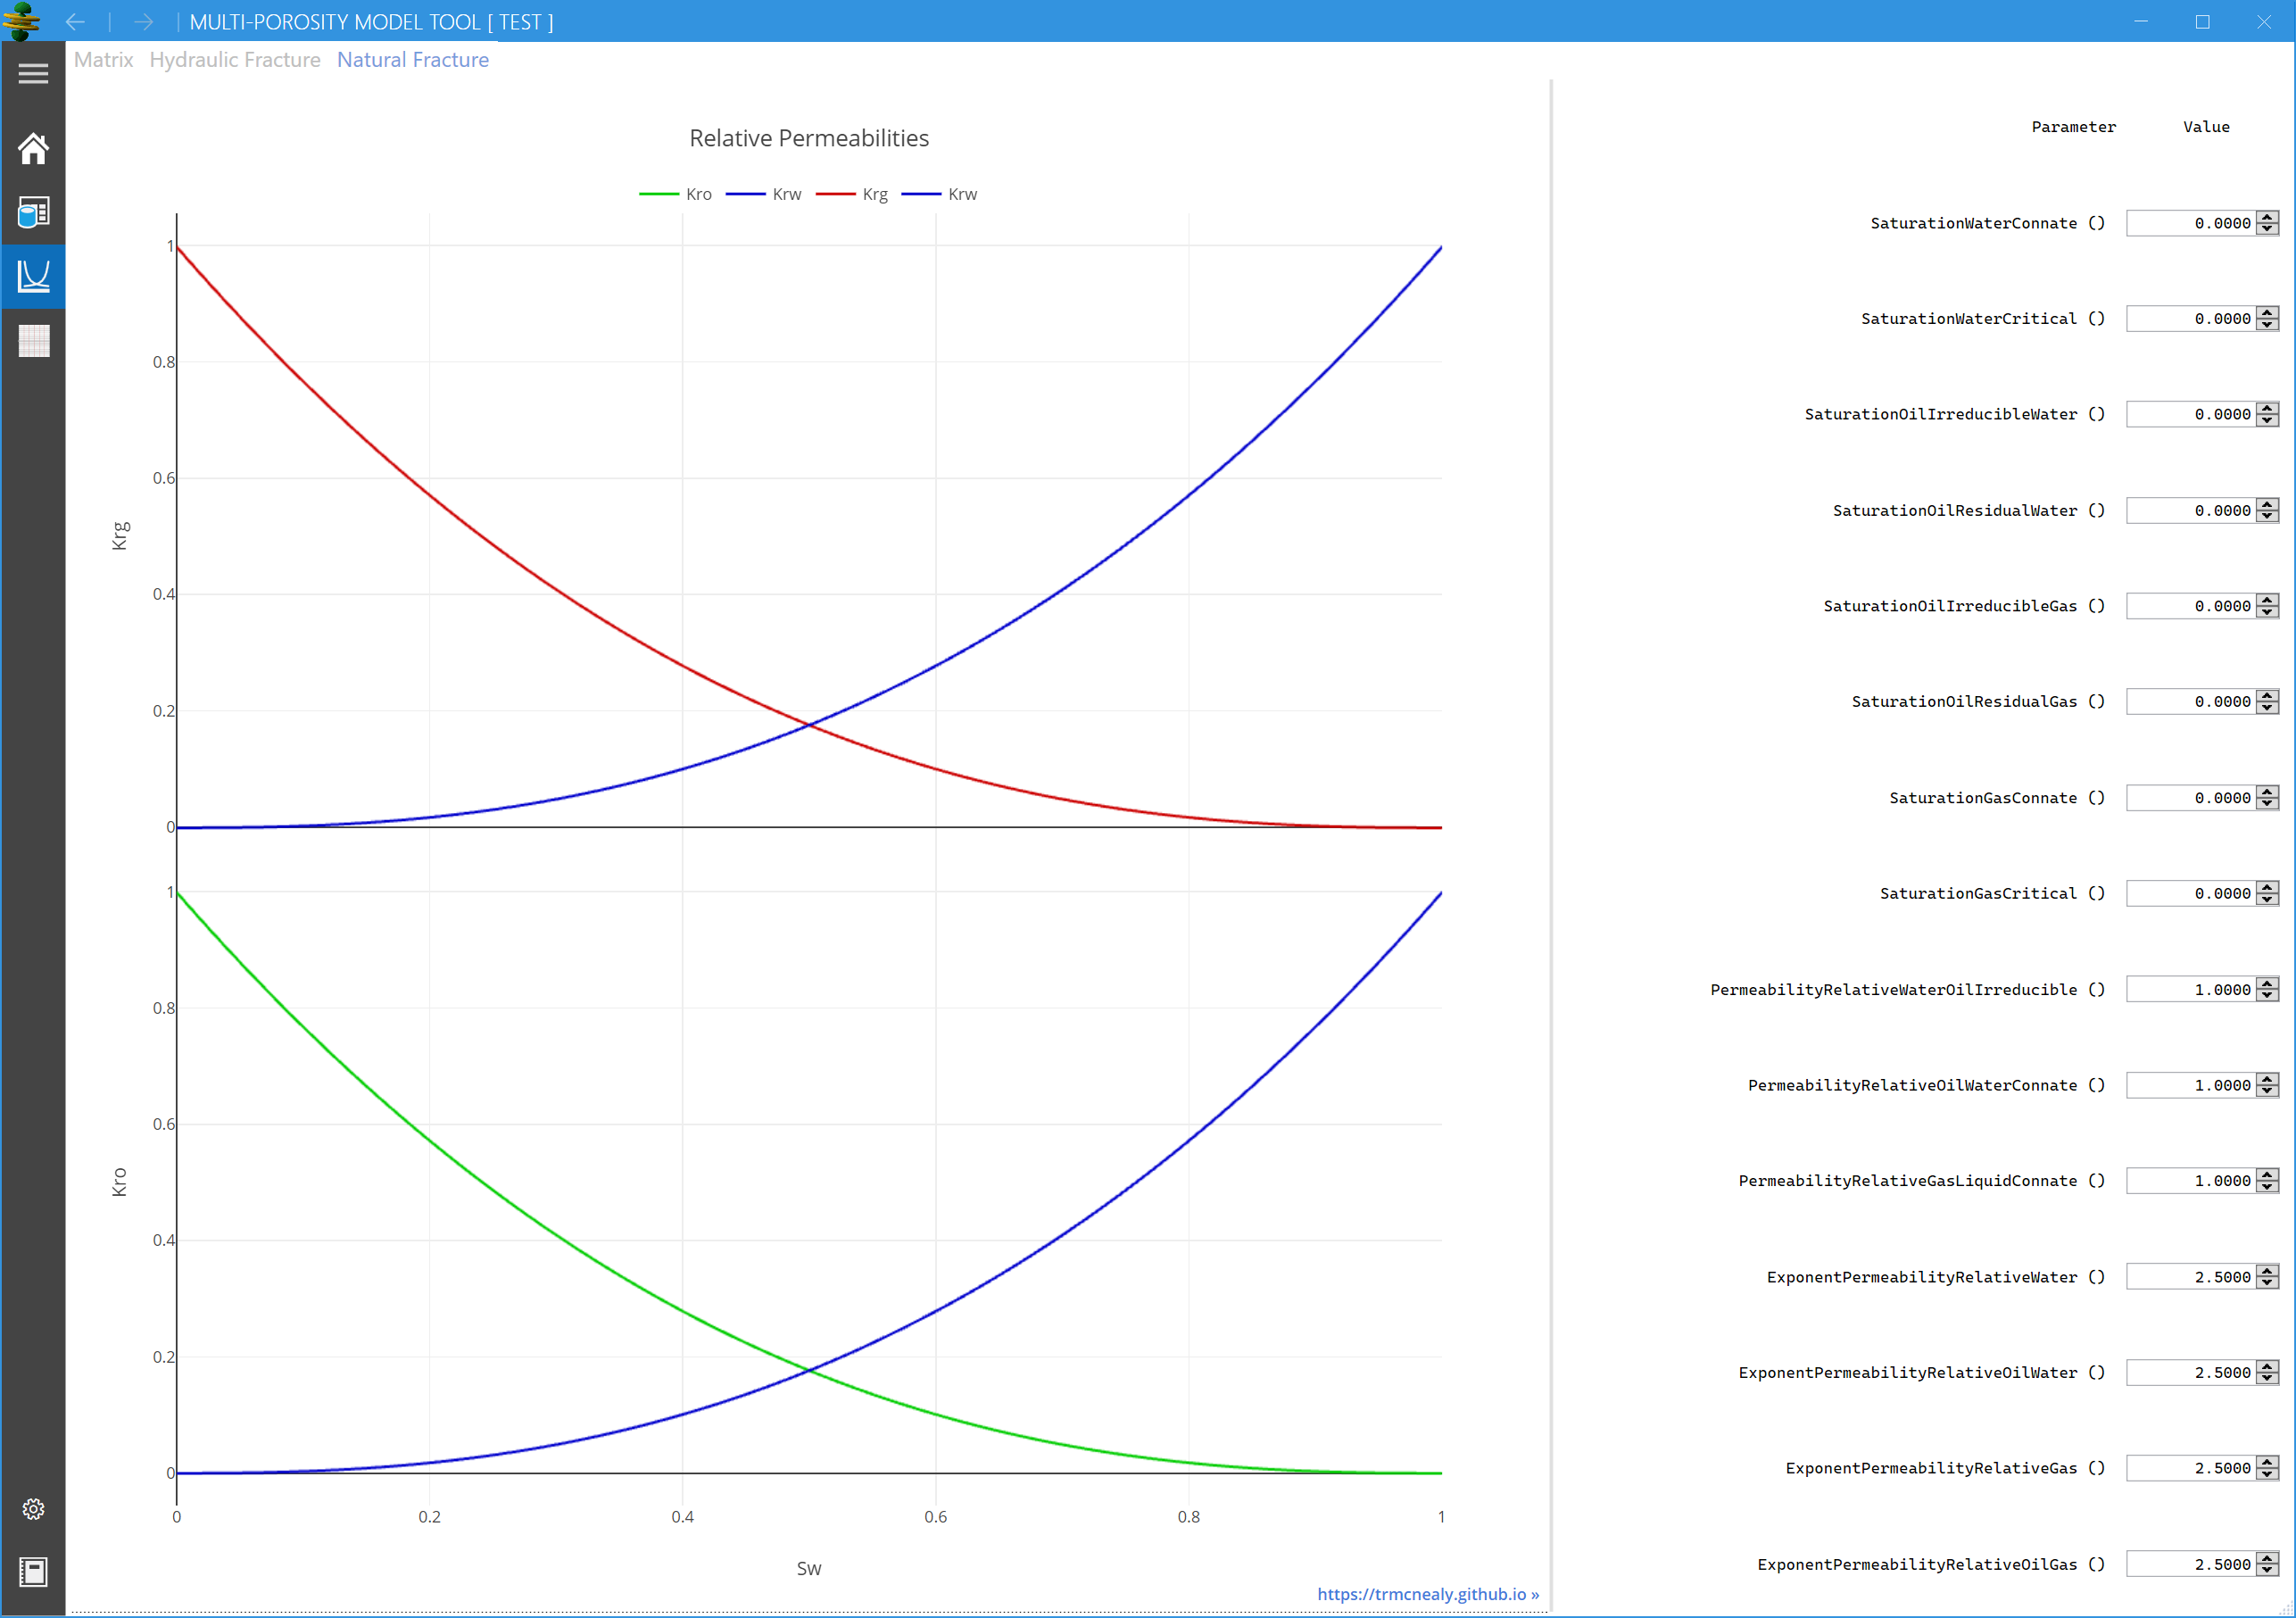 MULTI-POROSITY MODEL TOOL [ TEST ]
Matrix Hydraulic Fracture Natural Fracture
Relative Permeabilities
Kro Krw Krg Krw
1
0.8
0.6
0.4
0.2
0
Krg
1
0.8
0.6
0.4
0.2
0
Kro
0 0.2 0.4 0.6 0.8 1
Sw
https://trmcnealy.github.io »
Parameter Value
SaturationWaterConnate () 0.0000
SaturationWaterCritical () 0.0000
SaturationOilIrreducibleWater () 0.0000
SaturationOilResidualWater () 0.0000
SaturationOilIrreducibleGas () 0.0000
SaturationOilResidualGas () 0.0000
SaturationGasConnate () 0.0000
SaturationGasCritical () 0.0000
PermeabilityRelativeWaterOilIrreducible () 1.0000
PermeabilityRelativeOilWaterConnate () 1.0000
PermeabilityRelativeGasLiquidConnate () 1.0000
ExponentPermeabilityRelativeWater () 2.5000
ExponentPermeabilityRelativeOilWater () 2.5000
ExponentPermeabilityRelativeGas () 2.5000
ExponentPermeabilityRelativeOilGas () 2.5000